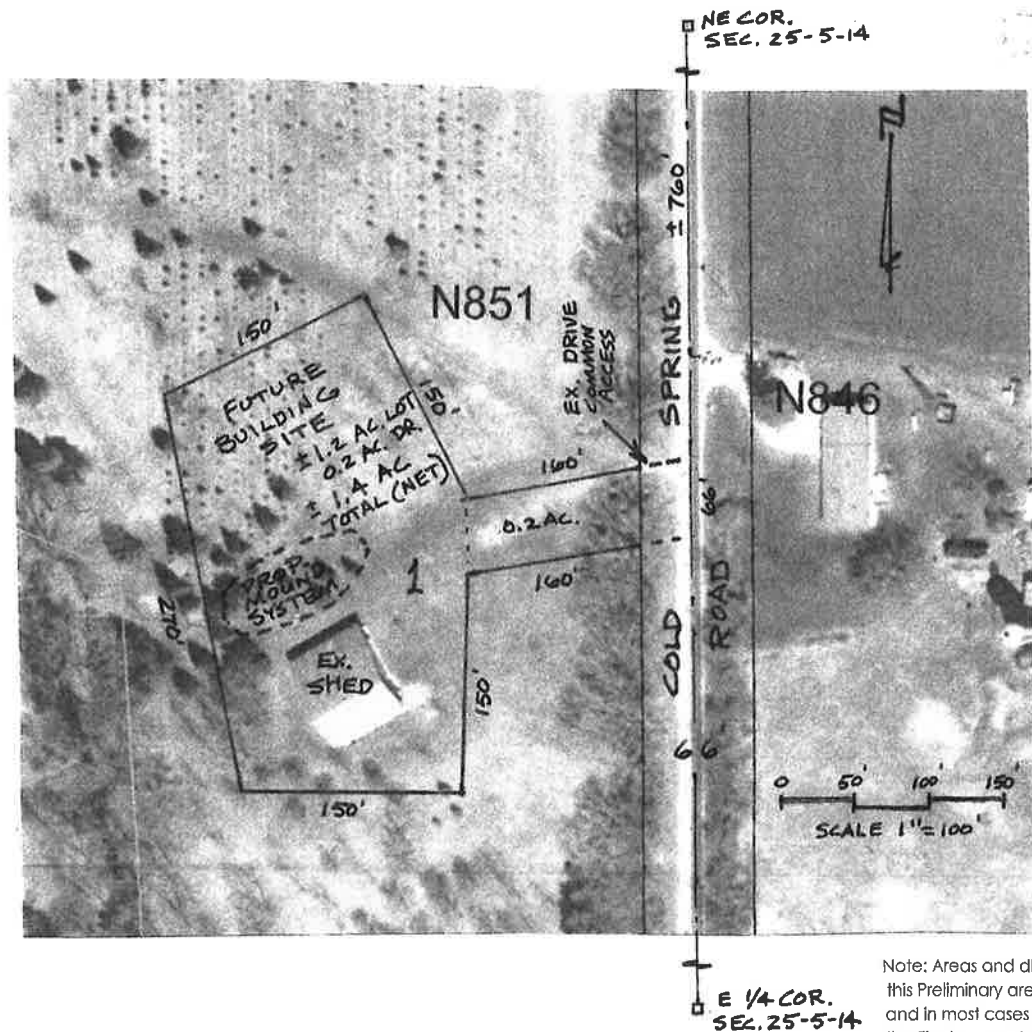 NE COR.
SEC. 25-5-14
±760'
N851
150'
150'
FUTURE
BUILDING
SITE
±1.2 AC. LOT
0.2 AC. DR.
± 1.4 AC
TOTAL (NET)
EX. DRIVE
COMMON
ACCESS
SPRING
N846
160'
0.2 AC.
160'
66'
PROP.
MOUND
SYSTEM
1
270'
EX.
SHED
150'
150'
COLD
ROAD
66
0 50' 100' 150'
SCALE 1"=100'
E 1/4 COR.
SEC. 25-5-14
Note: Areas and
this Preliminary are
and in most cases